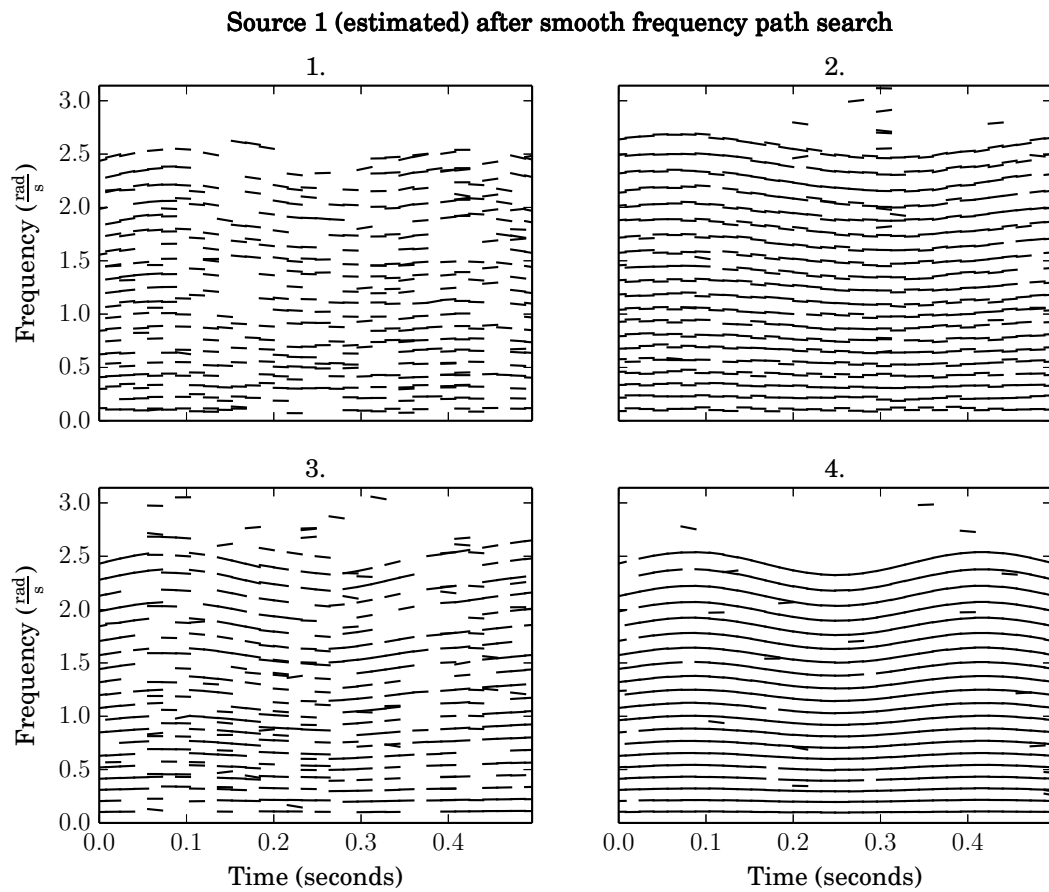 Source 1 (estimated) after smooth frequency path search
1.
2.
Frequency (rad/s)
3.0
2.5
2.0
1.5
1.0
0.5
0.0
3.
4.
Frequency (rad/s)
3.0
2.5
2.0
1.5
1.0
0.5
0.0
0.0 0.1 0.2 0.3 0.4
0.0 0.1 0.2 0.3 0.4
Time (seconds)
Time (seconds)